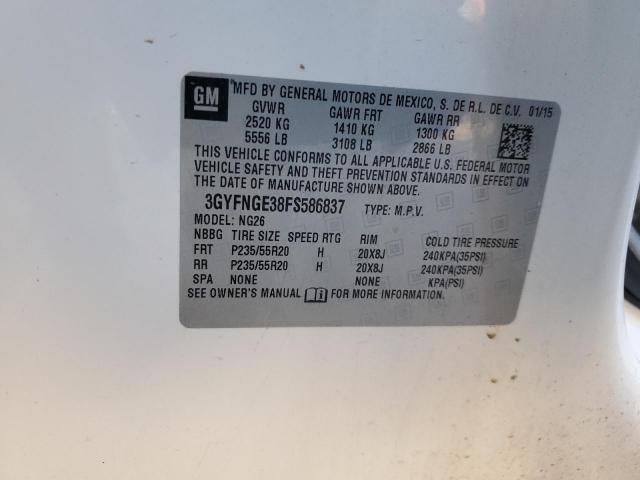 GM
MFD BY GENERAL MOTORS DE MEXICO, S. DE R.L. DE C.V. 01/15
GVWR GAWR FRT GAWR RR
2520 KG 1410 KG 1300 KG
5556 LB 3108 LB 2866 LB
THIS VEHICLE CONFORMS TO ALL APPLICABLE U.S. FEDERAL MOTOR
VEHICLE SAFETY AND THEFT PREVENTION STANDARDS IN EFFECT ON
THE DATE OF MANUFACTURE SHOWN ABOVE.
3GYFNGE38FS586837 TYPE: M.P.V.
MODEL: NG26
NBBG TIRE SIZE SPEED RTG RIM COLD TIRE PRESSURE
FRT P235/55R20 H 20X8J 240KPA(35PSI)
RR P235/55R20 H 20X8J 240KPA(35PSI)
SPA NONE NONE KPA(PSI)
SEE OWNER'S MANUAL FOR MORE INFORMATION.